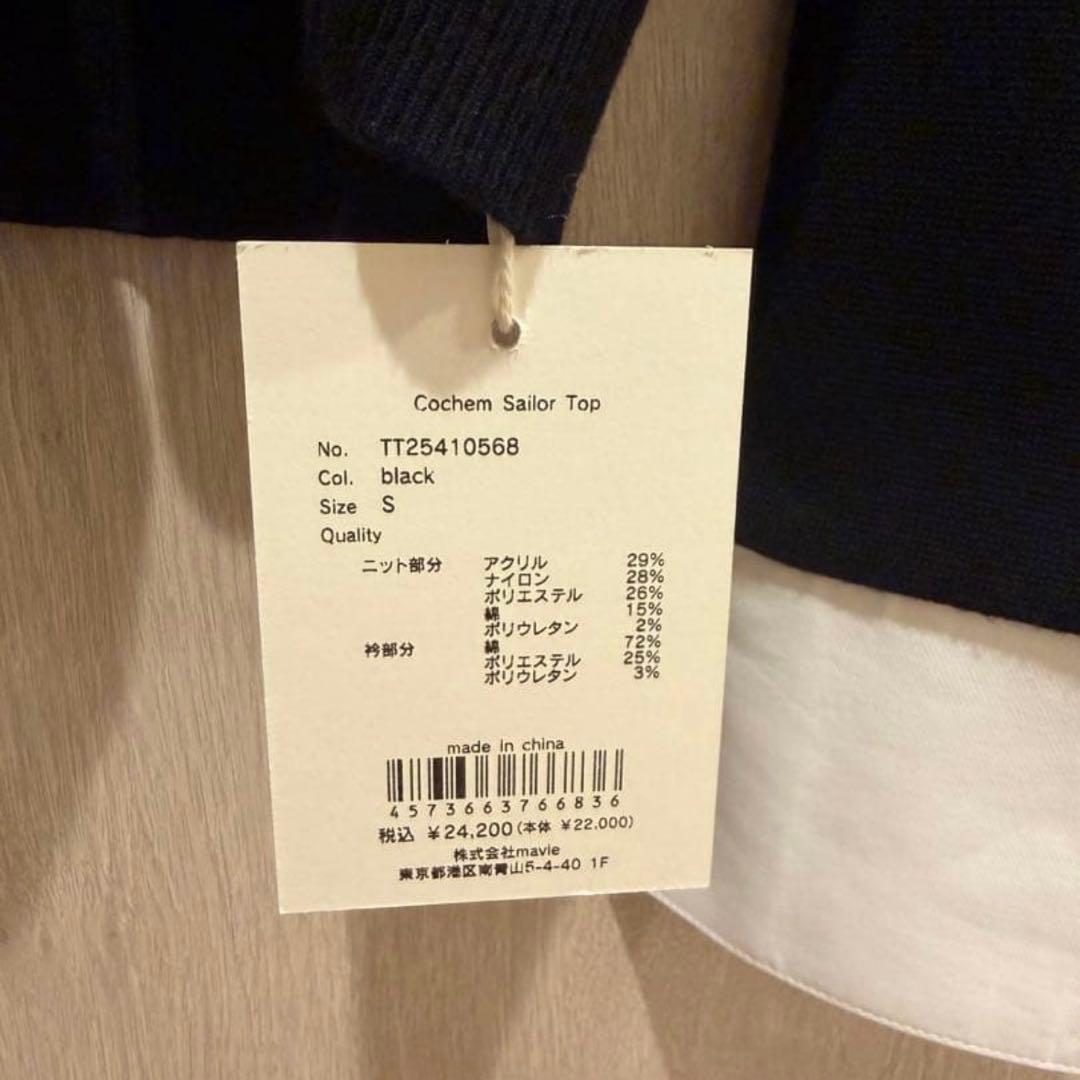 Cochem Sailor Top
No. TT25410568
Col. black
Size S
Quality
ニット部分 アクリル 29%
ナイロン 28%
ポリエステル 26%
綿 15%
ポリウレタン 2%
衿部分 綿 72%
ポリエステル 25%
ポリウレタン 3%
made in china
4573663766836
税込 ¥24,200(本体 ¥22,000)
株式会社mavie
東京都港区南青山5-4-40 1F